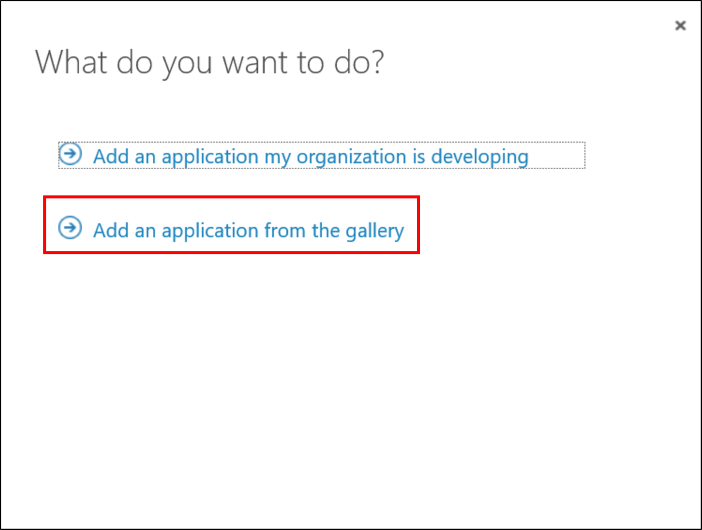 What do you want to do?
Add an application my organization is developing
Add an application from the gallery